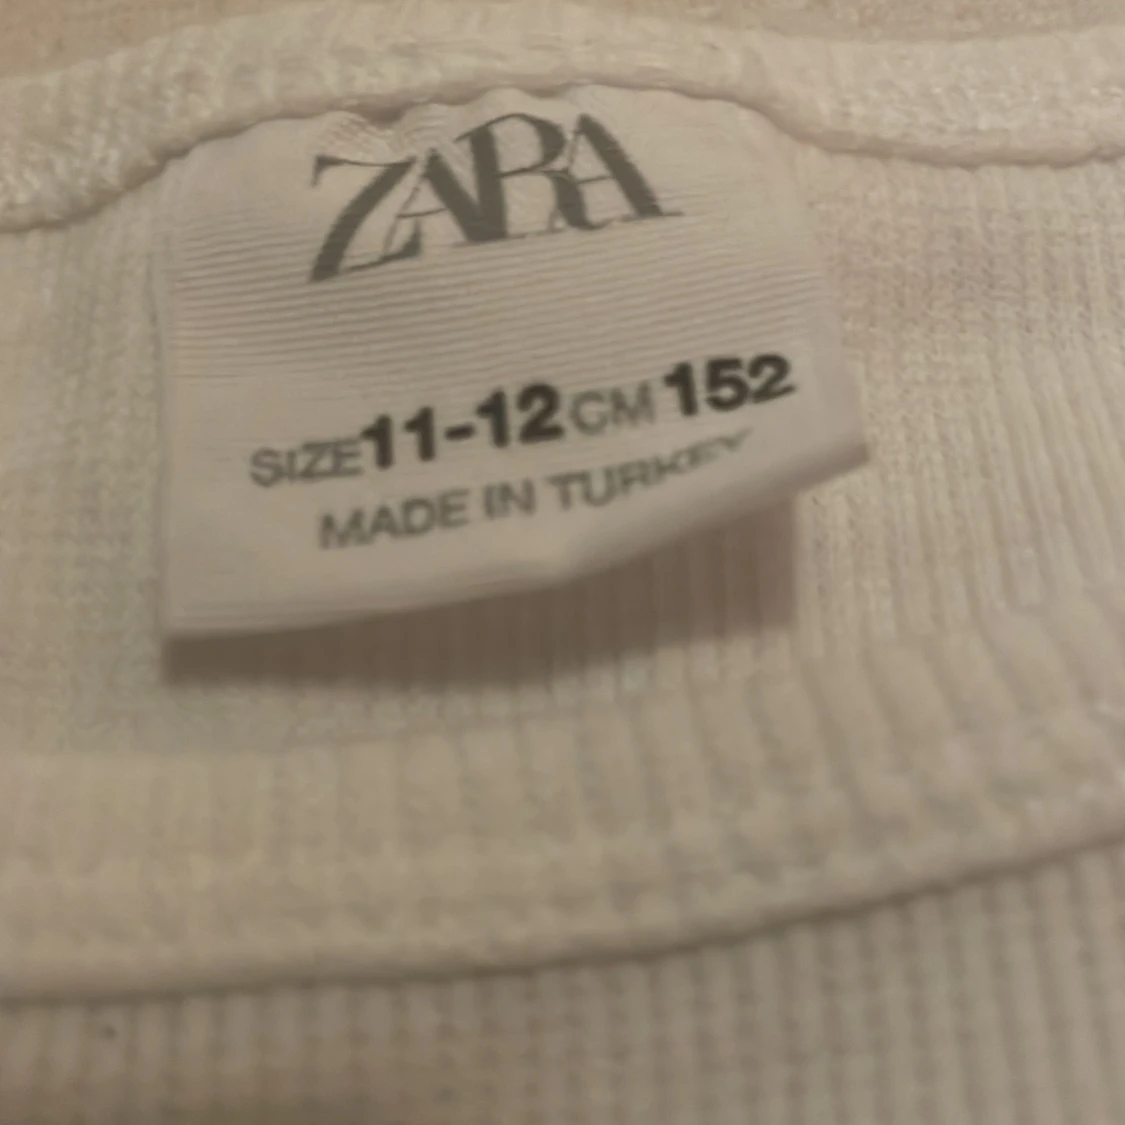 ZARA
SIZE 11-12 CM 152
MADE IN TURKEY